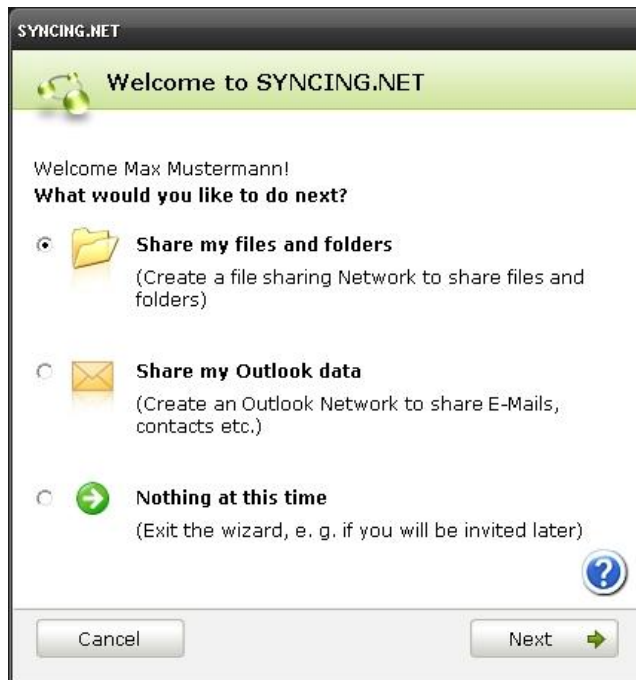 SYNCING.NET
Welcome to SYNCING.NET
Welcome Max Mustermann!
What would you like to do next?
Share my files and folders
(Create a file sharing Network to share files and
folders)
Share my Outlook data
(Create an Outlook Network to share E-Mails,
contacts etc.)
Nothing at this time
(Exit the wizard, e. g. if you will be invited later)
?
Cancel
Next